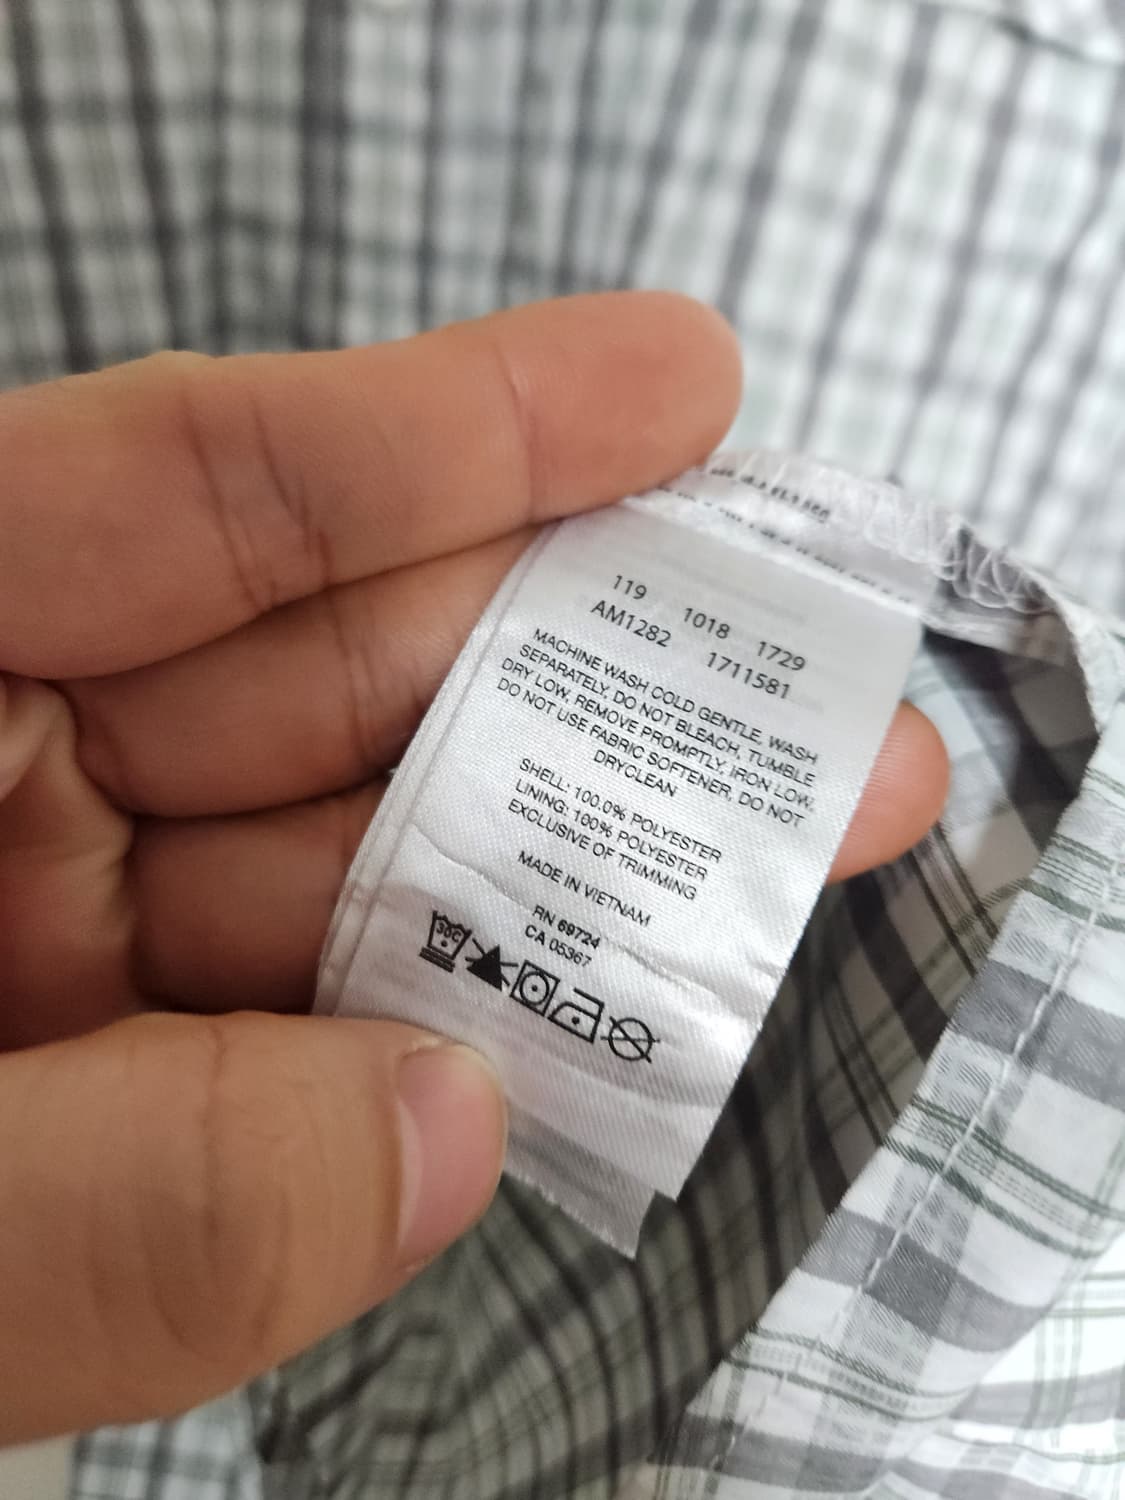 119 1018 1729
AM1282 1711581
MACHINE WASH COLD GENTLE, WASH
SEPARATELY, DO NOT BLEACH, TUMBLE
DRY LOW, REMOVE PROMPTLY, IRON LOW,
DO NOT USE FABRIC SOFTENER, DO NOT
DRYCLEAN
SHELL: 100.0% POLYESTER
LINING: 100% POLYESTER
EXCLUSIVE OF TRIMMING
MADE IN VIETNAM
RN 69724
CA 05367
30C